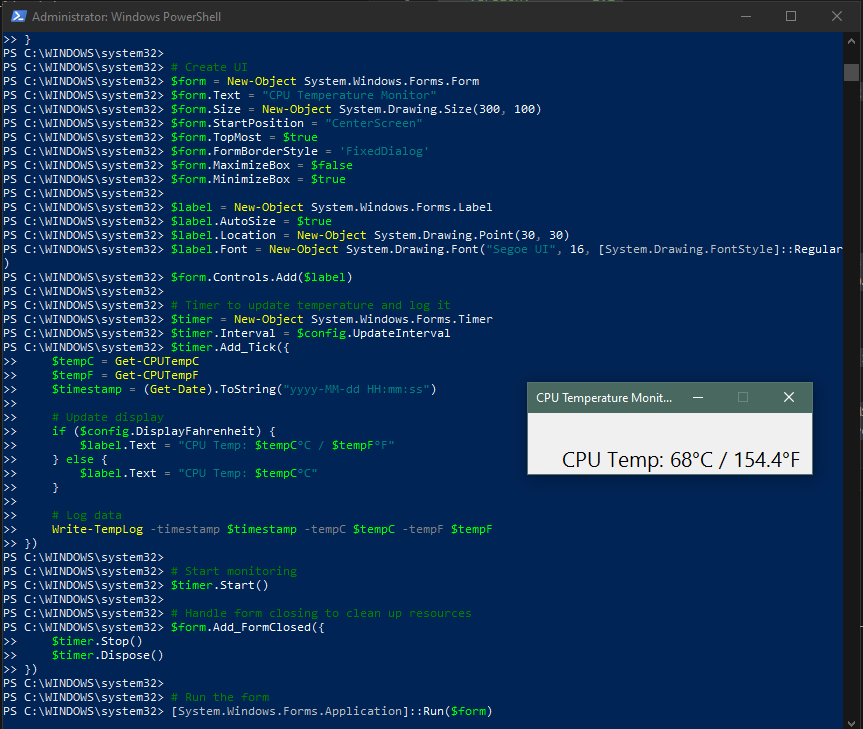 Administrator: Windows PowerShell
>> }
PS C:\WINDOWS\system32>
PS C:\WINDOWS\system32> # Create UI
PS C:\WINDOWS\system32> $form = New-Object System.Windows.Forms.Form
PS C:\WINDOWS\system32> $form.Text = "CPU Temperature Monitor"
PS C:\WINDOWS\system32> $form.Size = New-Object System.Drawing.Size(300, 100)
PS C:\WINDOWS\system32> $form.StartPosition = "CenterScreen"
PS C:\WINDOWS\system32> $form.TopMost = $true
PS C:\WINDOWS\system32> $form.FormBorderStyle = 'FixedDialog'
PS C:\WINDOWS\system32> $form.MaximizeBox = $false
PS C:\WINDOWS\system32> $form.MinimizeBox = $true
PS C:\WINDOWS\system32>
PS C:\WINDOWS\system32> $label = New-Object System.Windows.Forms.Label
PS C:\WINDOWS\system32> $label.AutoSize = $true
PS C:\WINDOWS\system32> $label.Location = New-Object System.Drawing.Point(30, 30)
PS C:\WINDOWS\system32> $label.Font = New-Object System.Drawing.Font("Segoe UI", 16, [System.Drawing.FontStyle]::Regular
)
PS C:\WINDOWS\system32> $form.Controls.Add($label)
PS C:\WINDOWS\system32>
PS C:\WINDOWS\system32> # Timer to update temperature and log it
PS C:\WINDOWS\system32> $timer = New-Object System.Windows.Forms.Timer
PS C:\WINDOWS\system32> $timer.Interval = $config.UpdateInterval
PS C:\WINDOWS\system32> $timer.Add_Tick({
>>     $tempC = Get-CPUTempC
>>     $tempF = Get-CPUTempF
>>     $timestamp = (Get-Date).ToString("yyyy-MM-dd HH:mm:ss")
>>
>>     # Update display
>>     if ($config.DisplayFahrenheit) {
>>         $label.Text = "CPU Temp: $tempC°C / $tempF°F"
>>     } else {
>>         $label.Text = "CPU Temp: $tempC°C"
>>     }
>>
>>     # Log data
>>     Write-TempLog -timestamp $timestamp -tempC $tempC -tempF $tempF
>> })
PS C:\WINDOWS\system32>
PS C:\WINDOWS\system32> # Start monitoring
PS C:\WINDOWS\system32> $timer.Start()
PS C:\WINDOWS\system32>
PS C:\WINDOWS\system32> # Handle form closing to clean up resources
PS C:\WINDOWS\system32> $form.Add_FormClosed({
>>     $timer.Stop()
>>     $timer.Dispose()
>> })
PS C:\WINDOWS\system32>
PS C:\WINDOWS\system32> # Run the form
PS C:\WINDOWS\system32> [System.Windows.Forms.Application]::Run($form)
CPU Temperature Monit...
CPU Temp: 68°C / 154.4°F